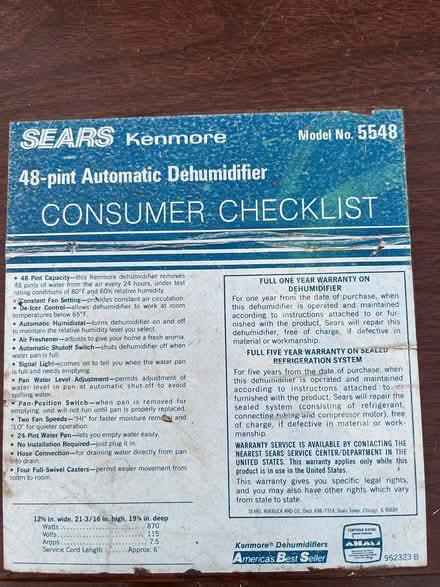 SEARS Kenmore Model No. 5548
48-pint Automatic Dehumidifier
CONSUMER CHECKLIST
• 48 Pint Capacity—this Kenmore dehumidifier removes
48 pints of water from the air every 24 hours, under test
rating conditions of 80°F and 60% relative humidity.
• Constant Fan Setting—provides constant air circulation.
• De-Icer Control—allows dehumidifier to work at room
temperatures below 65°F.
• Automatic Humidistat—turns dehumidifier on and off
to maintain the relative humidity level you select.
• Air Freshener—adjusts to give your home a fresh aroma.
• Automatic Shutoff Switch—shuts dehumidifier off when
water pan is full.
• Signal Light—comes on to tell you when the water pan
is full and needs emptying.
• Pan Water Level Adjustment—permits adjustment of
water level in pan at automatic shut-off to avoid
spilling water.
• Pan-Position Switch—when pan is removed for
emptying, unit will not run until pan is properly replaced.
• Two Fan Speeds—"HI" for faster moisture removal and
"LO" for quieter operation.
• 24-Pint Water Pan—lets you empty water easily.
• No Installation Required—just plug it in.
• Hose Connection—for draining water directly from pan
into drain.
• Four Full-Swivel Casters—permit easier movement from
room to room.
12⅝ in. wide, 21-3/16 in. high, 19⅜ in. deep
Watts 870
Volts 115
Amps 7.5
Service Cord Length Approx. 6'
FULL ONE YEAR WARRANTY ON
DEHUMIDIFIER
For one year from the date of purchase, when
this dehumidifier is operated and maintained
according to instructions attached to or fur-
nished with the product, Sears will repair this
dehumidifier, free of charge, if defective in
material or workmanship.
FULL FIVE YEAR WARRANTY ON SEALED
REFRIGERATION SYSTEM
For five years from the date of purchase, when
this dehumidifier is operated and maintained
according to instructions attached to or
furnished with the product, Sears will repair the
sealed system (consisting of refrigerant,
connecting tubing and compressor motor), free
of charge, if defective in material or work-
manship.
WARRANTY SERVICE IS AVAILABLE BY CONTACTING THE
NEAREST SEARS SERVICE CENTER/DEPARTMENT IN THE
UNITED STATES. This warranty applies only while this
product is in use in the United States.
This warranty gives you specific legal rights,
and you may also have other rights which vary
from state to state.
SEARS, ROEBUCK AND CO. Dept. 698/731A, Sears Tower, Chicago, IL 60684
Kenmore® Dehumidifiers
America's Best Seller
AHAM
952323 B